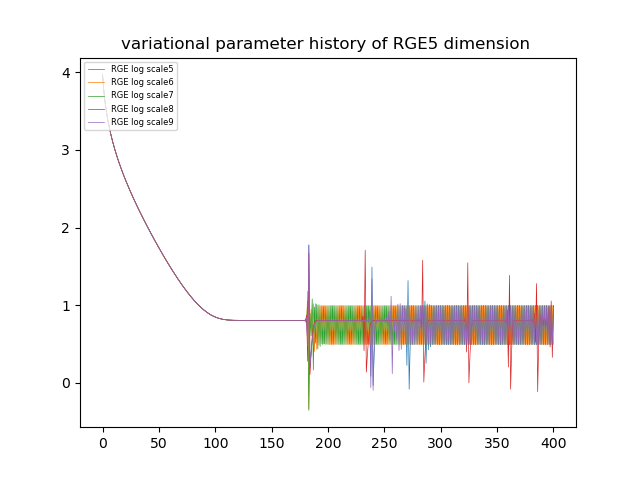 variational parameter history of RGE5 dimension
RGE log scale5
RGE log scale6
RGE log scale7
RGE log scale8
RGE log scale9
4
3
2
1
0
0 50 100 150 200 250 300 350 400